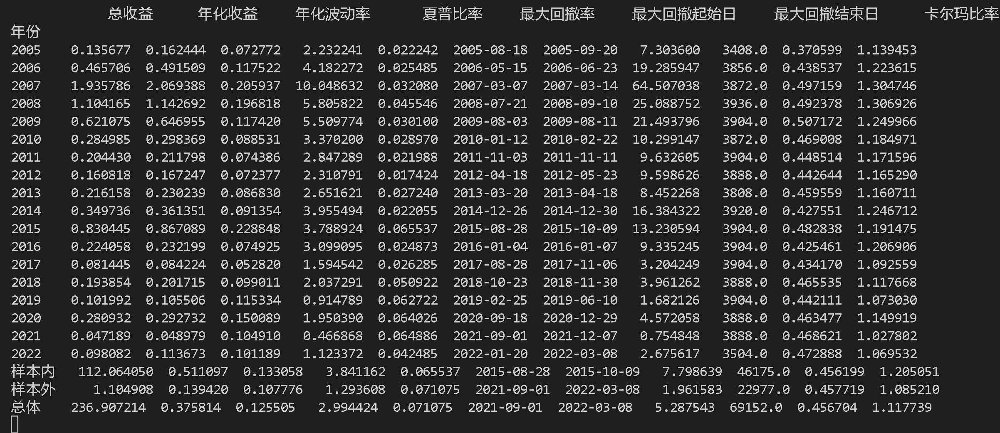 总收益 年化收益 年化波动率 夏普比率 最大回撤率 最大回撤起始日 最大回撤结束日 卡尔玛比率
年份
2005 0.135677 0.162444 0.072772 2.232241 0.022242 2005-08-18 2005-09-20 7.303600 3408.0 0.370599 1.139453
2006 0.465706 0.491509 0.117522 4.182272 0.025485 2006-05-15 2006-06-23 19.285947 3856.0 0.438537 1.223615
2007 1.935786 2.069388 0.205937 10.048632 0.032080 2007-03-07 2007-03-14 64.507038 3872.0 0.497159 1.304746
2008 1.104165 1.142692 0.196818 5.805822 0.045546 2008-07-21 2008-09-10 25.088752 3936.0 0.492378 1.306926
2009 0.621075 0.646955 0.117420 5.509774 0.030100 2009-08-03 2009-08-11 21.493796 3904.0 0.507172 1.249966
2010 0.284985 0.298369 0.088531 3.370200 0.028970 2010-01-12 2010-02-22 10.299147 3872.0 0.469008 1.184971
2011 0.204430 0.211798 0.074386 2.847289 0.021988 2011-11-03 2011-11-11 9.632605 3904.0 0.448514 1.171596
2012 0.160818 0.167247 0.072377 2.310791 0.017424 2012-04-18 2012-05-23 9.598626 3888.0 0.442644 1.165290
2013 0.216158 0.230239 0.086830 2.651621 0.027240 2013-03-20 2013-04-18 8.452268 3808.0 0.459559 1.160711
2014 0.349736 0.361351 0.091354 3.955494 0.022055 2014-12-26 2014-12-30 16.384322 3920.0 0.427551 1.246712
2015 0.830445 0.867089 0.228848 3.788924 0.065537 2015-08-28 2015-10-09 13.230594 3904.0 0.482838 1.191475
2016 0.224058 0.232199 0.074925 3.099095 0.024873 2016-01-04 2016-01-07 9.335245 3904.0 0.425461 1.206906
2017 0.081445 0.084224 0.052820 1.594542 0.026285 2017-08-28 2017-11-06 3.204249 3904.0 0.434170 1.092559
2018 0.193854 0.201715 0.099011 2.037291 0.050922 2018-10-23 2018-11-30 3.961262 3888.0 0.465535 1.117668
2019 0.101992 0.105506 0.115334 0.914789 0.062722 2019-02-25 2019-06-10 1.682126 3904.0 0.442111 1.073030
2020 0.280932 0.292732 0.150089 1.950390 0.064026 2020-09-18 2020-12-29 4.572058 3888.0 0.463477 1.149919
2021 0.047189 0.048979 0.104910 0.466868 0.064886 2021-09-01 2021-12-07 0.754848 3888.0 0.468621 1.027802
2022 0.098082 0.113673 0.101189 1.123372 0.042485 2022-01-20 2022-03-08 2.675617 3504.0 0.472888 1.069532
样本内 112.064050 0.511097 0.133058 3.841162 0.065537 2015-08-28 2015-10-09 7.798639 46175.0 0.456199 1.205051
样本外 1.104908 0.139420 0.107776 1.293608 0.071075 2021-09-01 2022-03-08 1.961583 22977.0 0.457719 1.085210
总体 236.907214 0.375814 0.125505 2.994424 0.071075 2021-09-01 2022-03-08 5.287543 69152.0 0.456704 1.117739